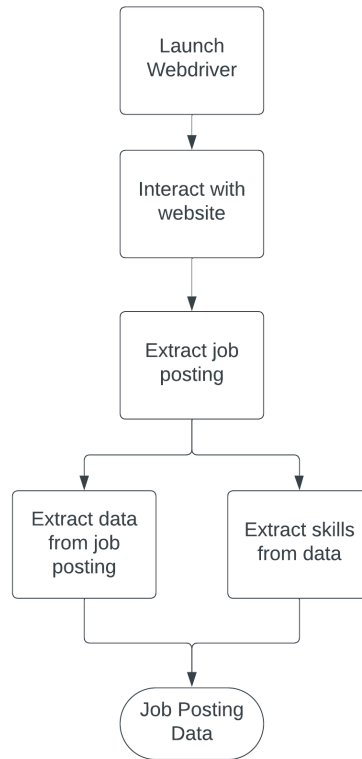 Launch
Webdriver
Interact with
website
Extract job
posting
Extract data
from job
posting
Extract skills
from data
Job Posting
Data